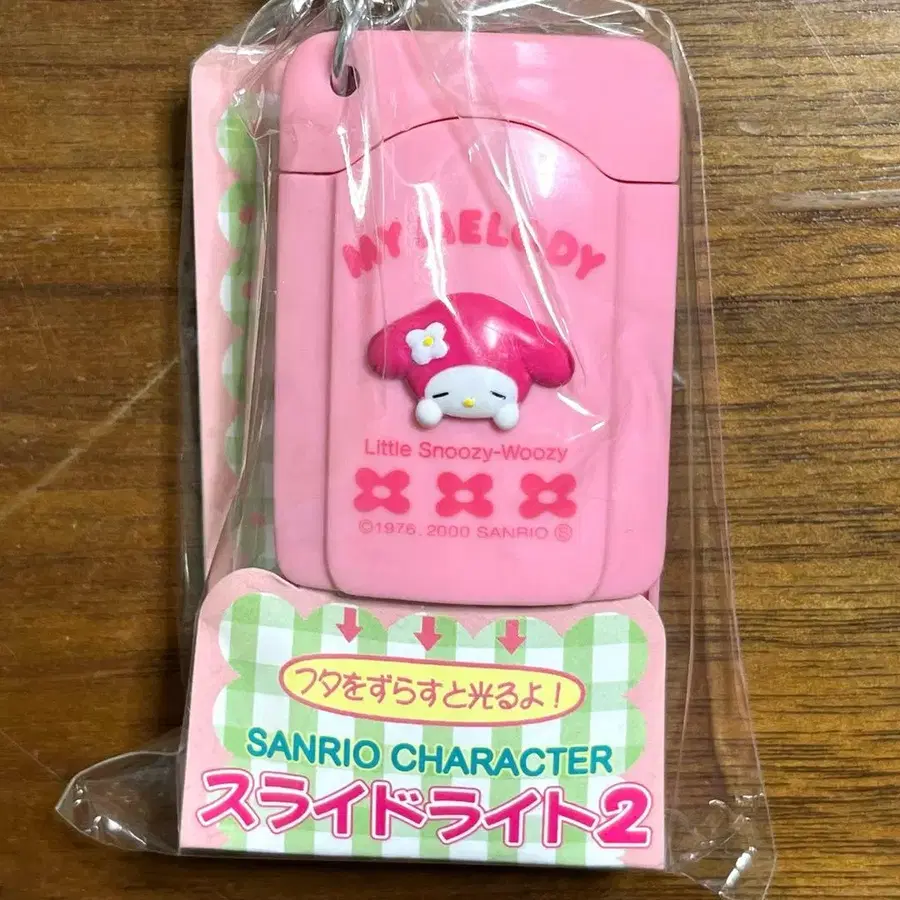 MY MELODY
Little Snoozy-Woozy
©1976, 2000 SANRIO Ⓢ
フタをずらすと光るよ!
SANRIO CHARACTER
スライドライト2